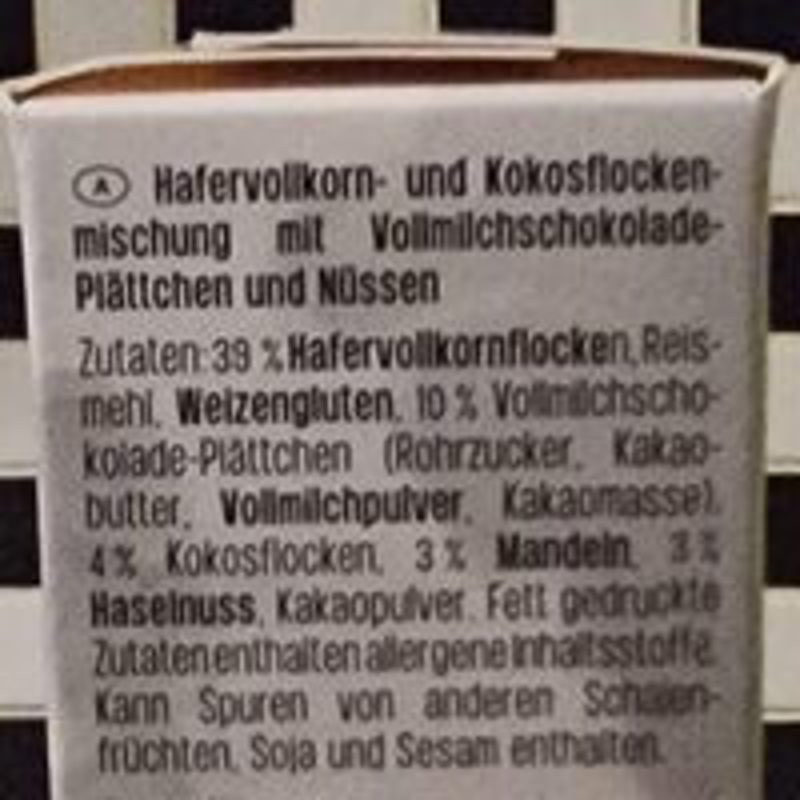 A Hafervollkorn- und Kokosflocken-
mischung mit Vollmilchschokolade-
Plättchen und Nüssen
Zutaten: 39 % Hafervollkornflocken, Reis-
mehl, Weizengluten, 10 % Vollmilchscho-
kolade-Plättchen (Rohrzucker, Kakao-
butter, Vollmilchpulver, Kakaomasse),
4 % Kokosflocken, 3 % Mandeln, 3 %
Haselnuss, Kakaopulver. Fett gedruckte
Zutaten enthalten allergene Inhaltsstoffe.
Kann Spuren von anderen Schalen-
früchten, Soja und Sesam enthalten.